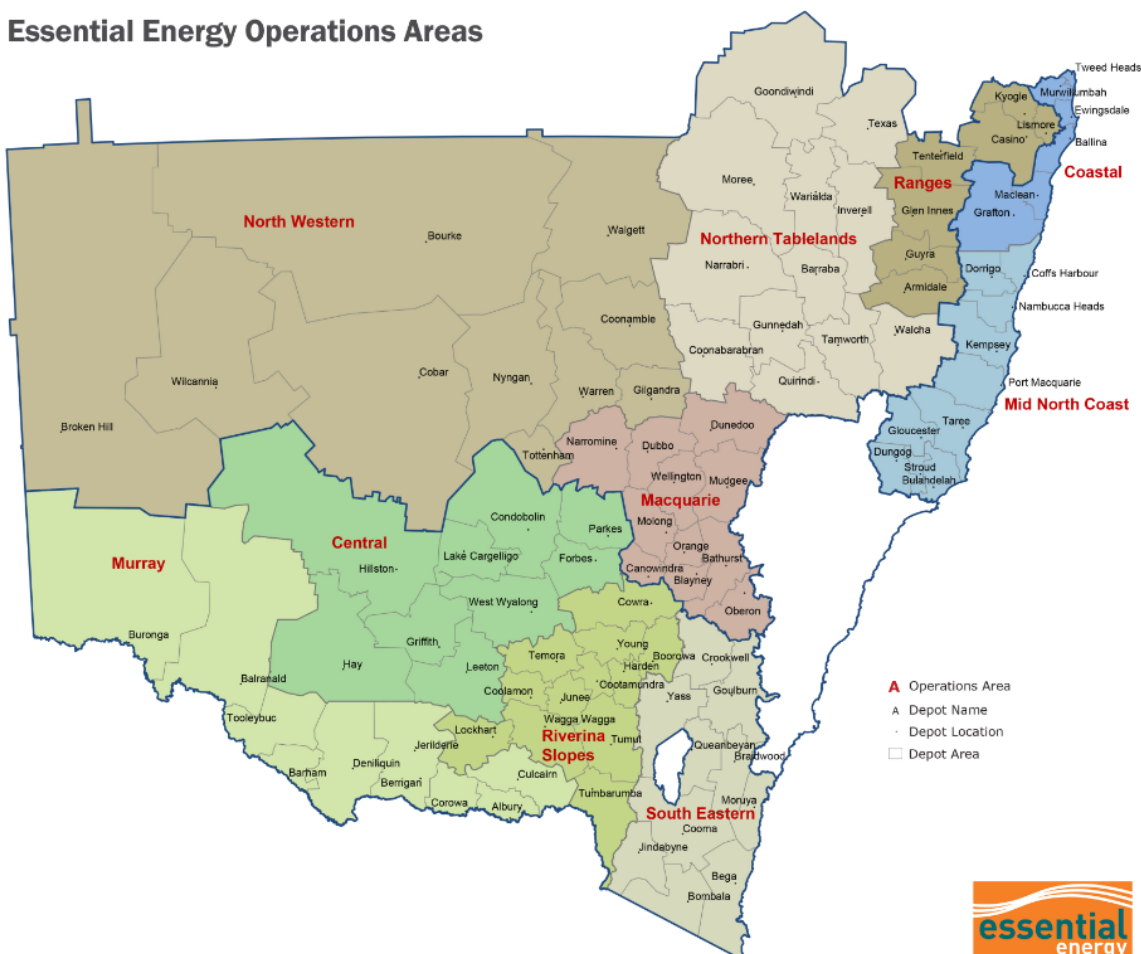 Essential Energy Operations Areas
Tweed Heads
Murwillumbah
Goondiwindi
Kyogle
Ewingsdale
Texas
Lismore
Casino
Ballina
Tenterfield
Coastal
Moree
Ranges
Warialda
Maclean
Inverell
Glen Innes
Grafton
North Western
Bourke
Walgett
Northern Tablelands
Narrabri
Barraba
Guyra
Dorrigo
Coffs Harbour
Armidale
Nambucca Heads
Coonamble
Gunnedah
Walcha
Tamworth
Kempsey
Coonabarabran
Cobar
Nyngan
Wilcannia
Quirindi
Port Macquarie
Warren
Gilgandra
Mid North Coast
Broken Hill
Dunedoo
Taree
Gloucester
Narromine
Dubbo
Tottenham
Dungog
Stroud
Bulahdelah
Wellington
Mudgee
Macquarie
Condobolin
Molong
Parkes
Central
Orange
Lake Cargelligo
Forbes
Bathurst
Murray
Hillston
Canowindra
Blayney
West Wyalong
Cowra
Oberon
Buronga
Griffith
Young
Temora
Boorowa
Crookwell
Hay
Leeton
Harden
Balranald
Cootamundra
Coolamon
Junee
Yass
Goulburn
A Operations Area
Tooleybuc
Wagga Wagga
A Depot Name
Lockhart
Riverina
Slopes
Tumut
Depot Location
Jerilderie
Queanbeyan
Braidwood
Depot Area
Deniliquin
Barham
Berrigan
Culcairn
Tumbarumba
Corowa
Albury
Moruya
South Eastern
Cooma
Jindabyne
Bega
Bombala
essential
energy